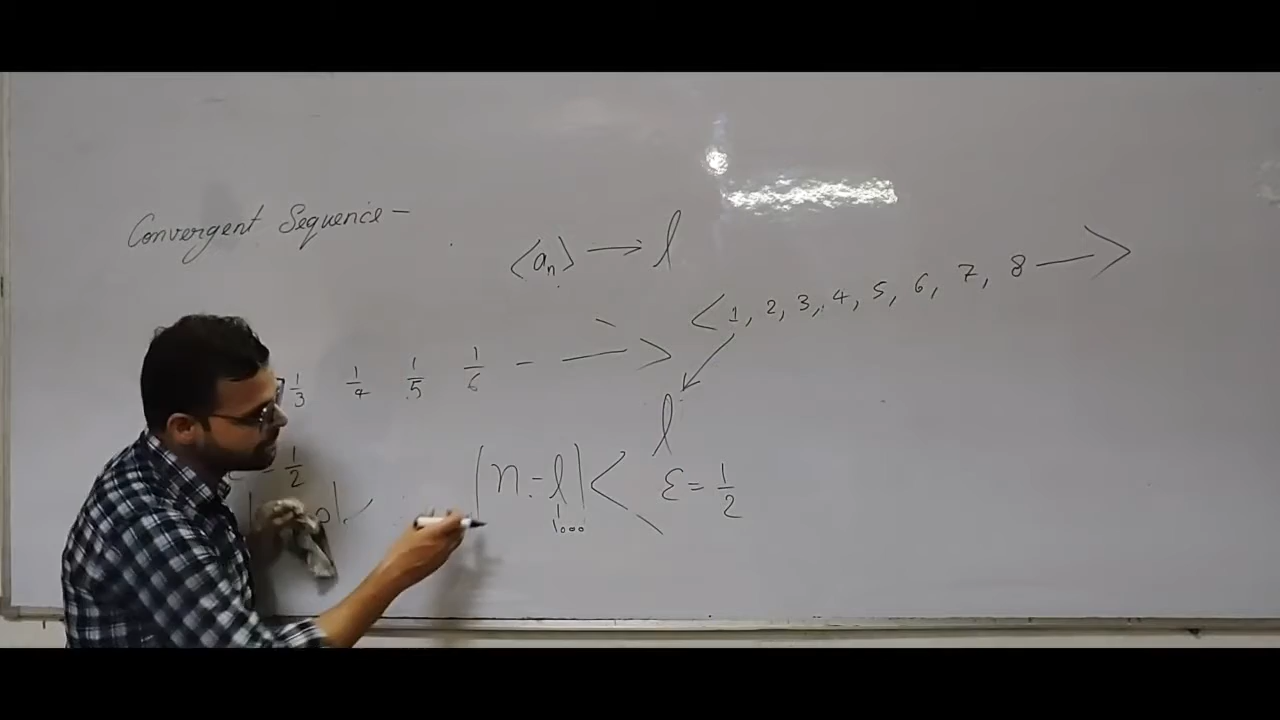 Convergent Sequence -
<aₙ> → l
< 1, 2, 3, 4, 5, 6, 7, 8 — >
1/3 1/4 1/5 1/6 - — >
l
1/2
|n - l| < ε = 1/2
1000